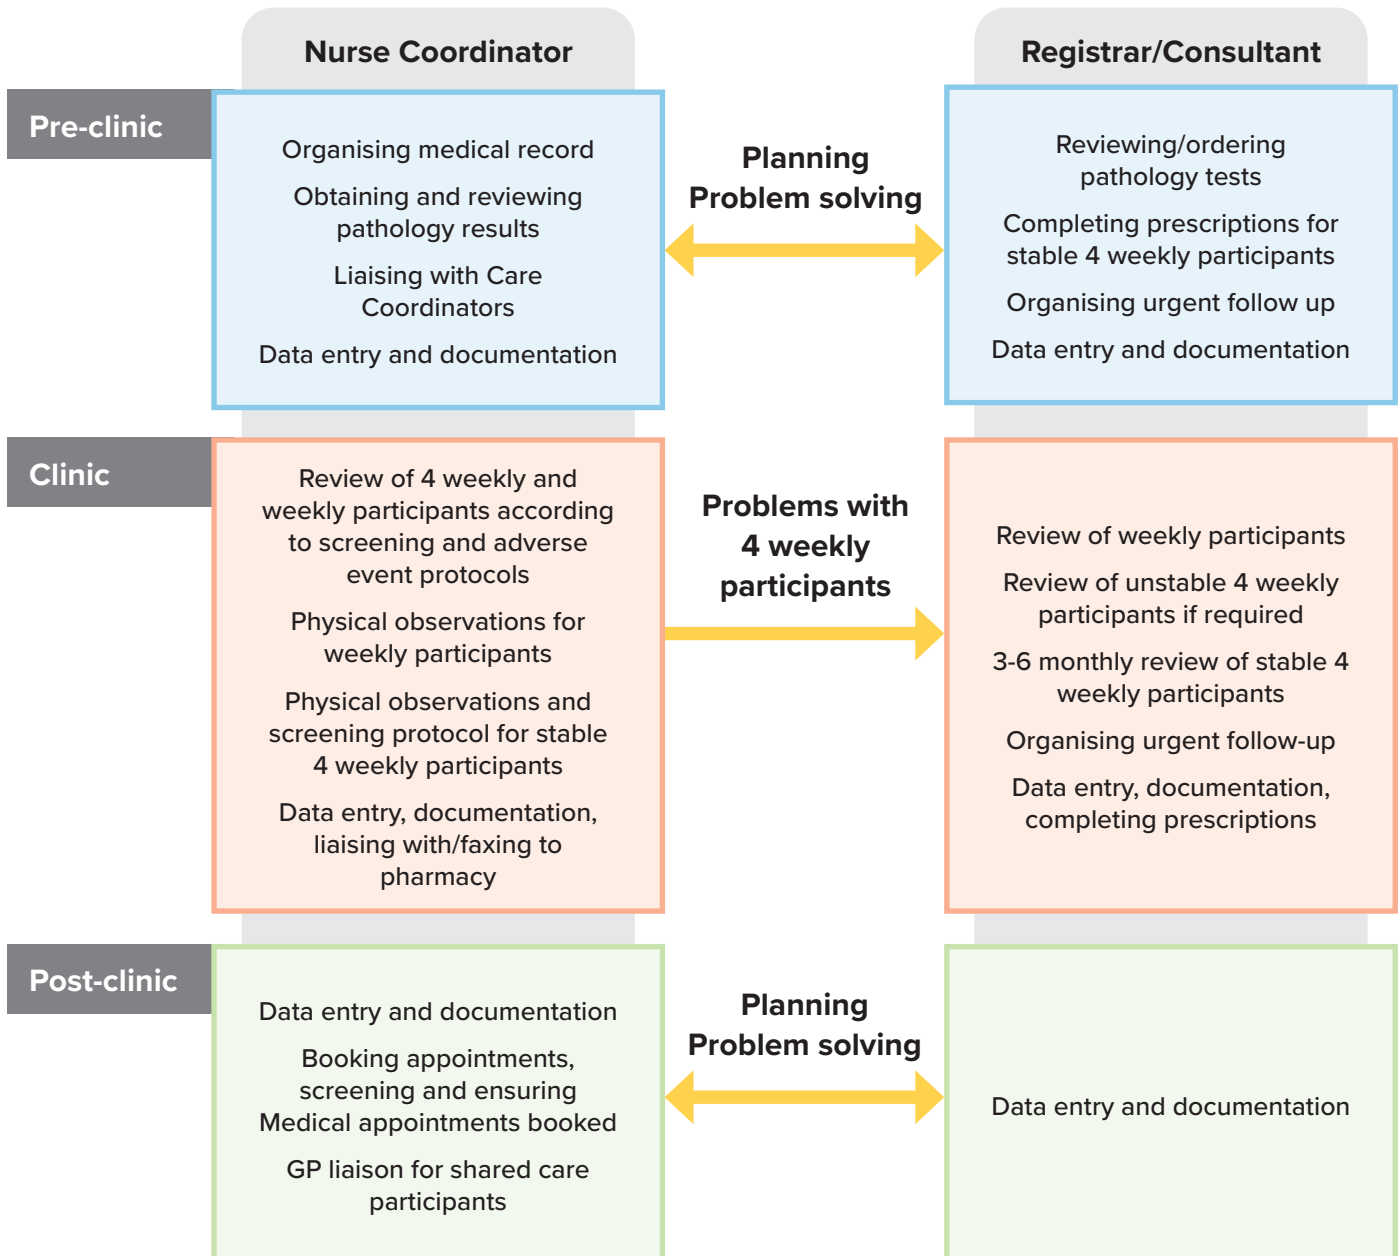 Nurse Coordinator
Registrar/Consultant
Pre-clinic
Organising medical record
Obtaining and reviewing
pathology results
Liaising with Care
Coordinators
Data entry and documentation
Planning
Problem solving
Reviewing/ordering
pathology tests
Completing prescriptions for
stable 4 weekly participants
Organising urgent follow up
Data entry and documentation
Clinic
Review of 4 weekly and
weekly participants according
to screening and adverse
event protocols
Physical observations for
weekly participants
Physical observations and
screening protocol for stable
4 weekly participants
Data entry, documentation,
liaising with/faxing to
pharmacy
Problems with
4 weekly
participants
Review of weekly participants
Review of unstable 4 weekly
participants if required
3-6 monthly review of stable 4
weekly participants
Organising urgent follow-up
Data entry, documentation,
completing prescriptions
Post-clinic
Data entry and documentation
Booking appointments,
screening and ensuring
Medical appointments booked
GP liaison for shared care
participants
Planning
Problem solving
Data entry and documentation